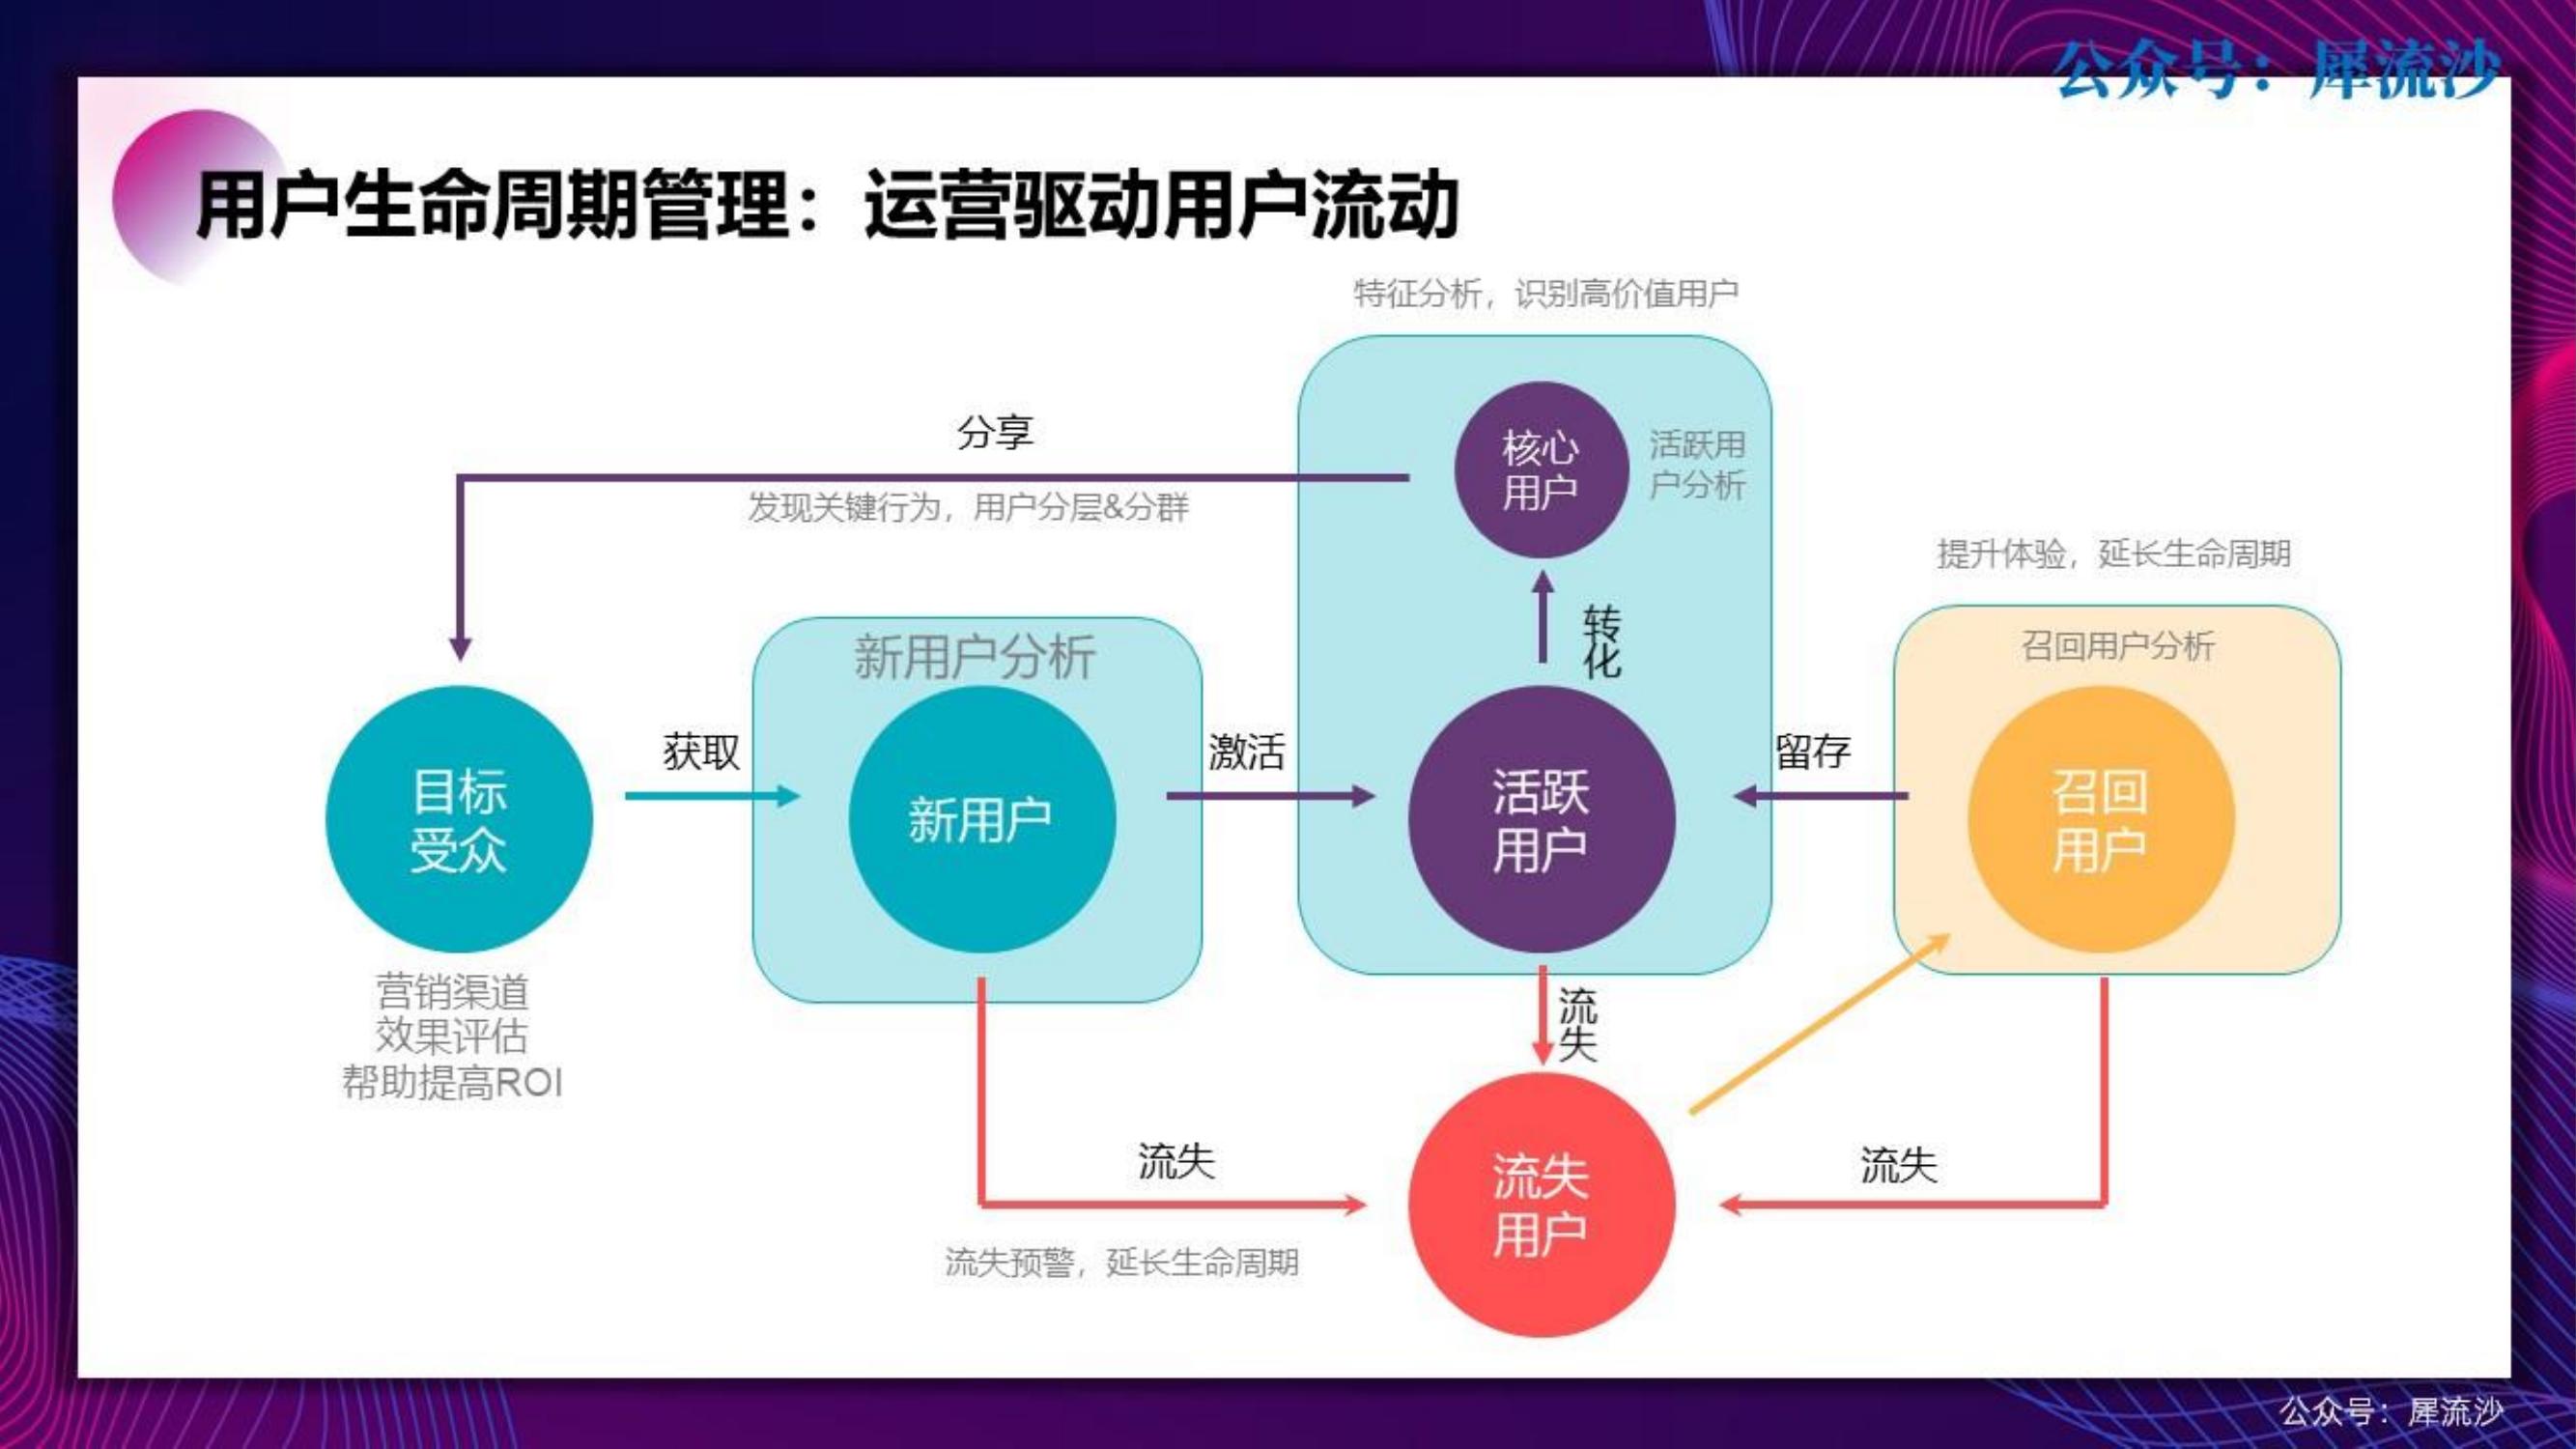 公众号：犀流沙
用户生命周期管理：运营驱动用户流动
特征分析，识别高价值用户
分享
核心
用户
活跃用
户分析
发现关键行为，用户分层&分群
提升体验，延长生命周期
转
化
新用户分析
召回用户分析
获取
激活
留存
目标
受众
新用户
活跃
用户
召回
用户
营销渠道
效果评估
帮助提高ROI
流
失
流失
流失
用户
流失
流失预警，延长生命周期
公众号：犀流沙